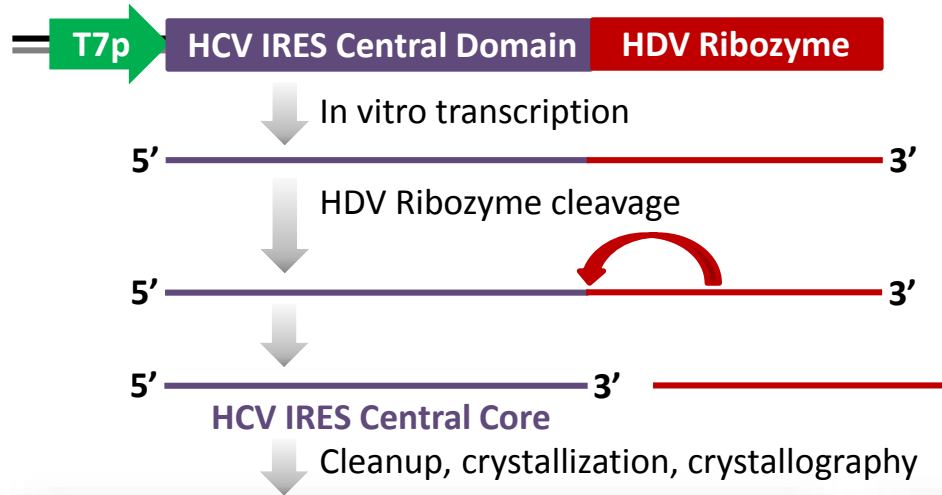 T7p HCV IRES Central Domain HDV Ribozyme
In vitro transcription
5’ 3’
HDV Ribozyme cleavage
5’ 3’
5’ 3’
HCV IRES Central Core
Cleanup, crystallization, crystallography